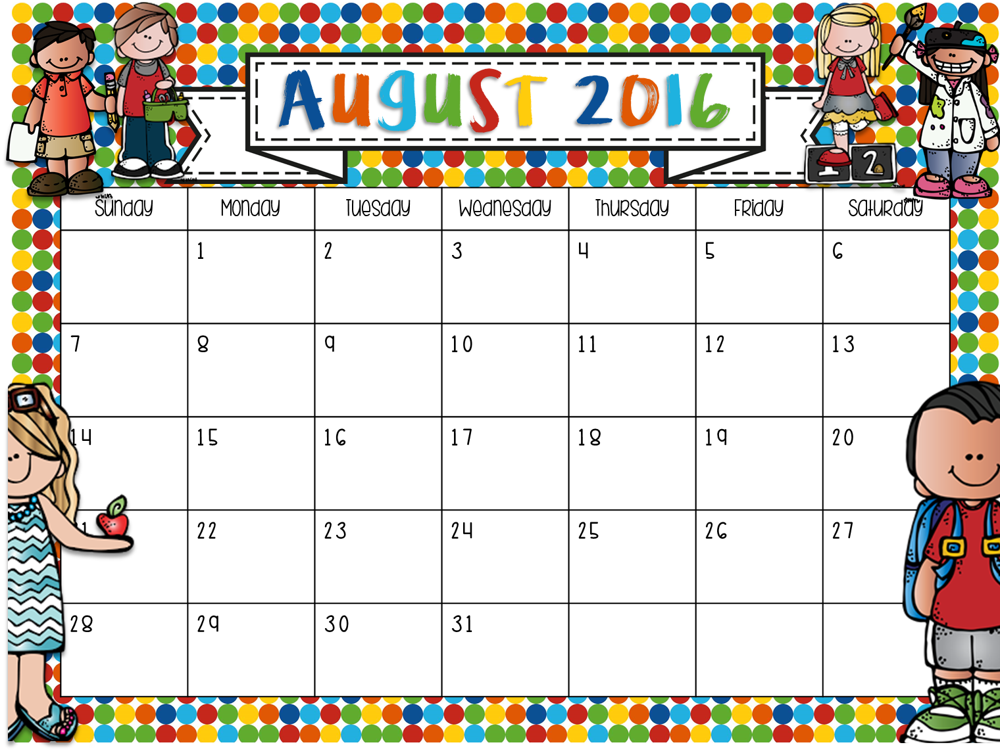 AUGUST 2016
Sunday Monday Tuesday Wednesday Thursday Friday Saturday
1 2 3 4 5 6
7 8 9 10 11 12 13
14 15 16 17 18 19 20
22 23 24 25 26 27
28 29 30 31
1 2